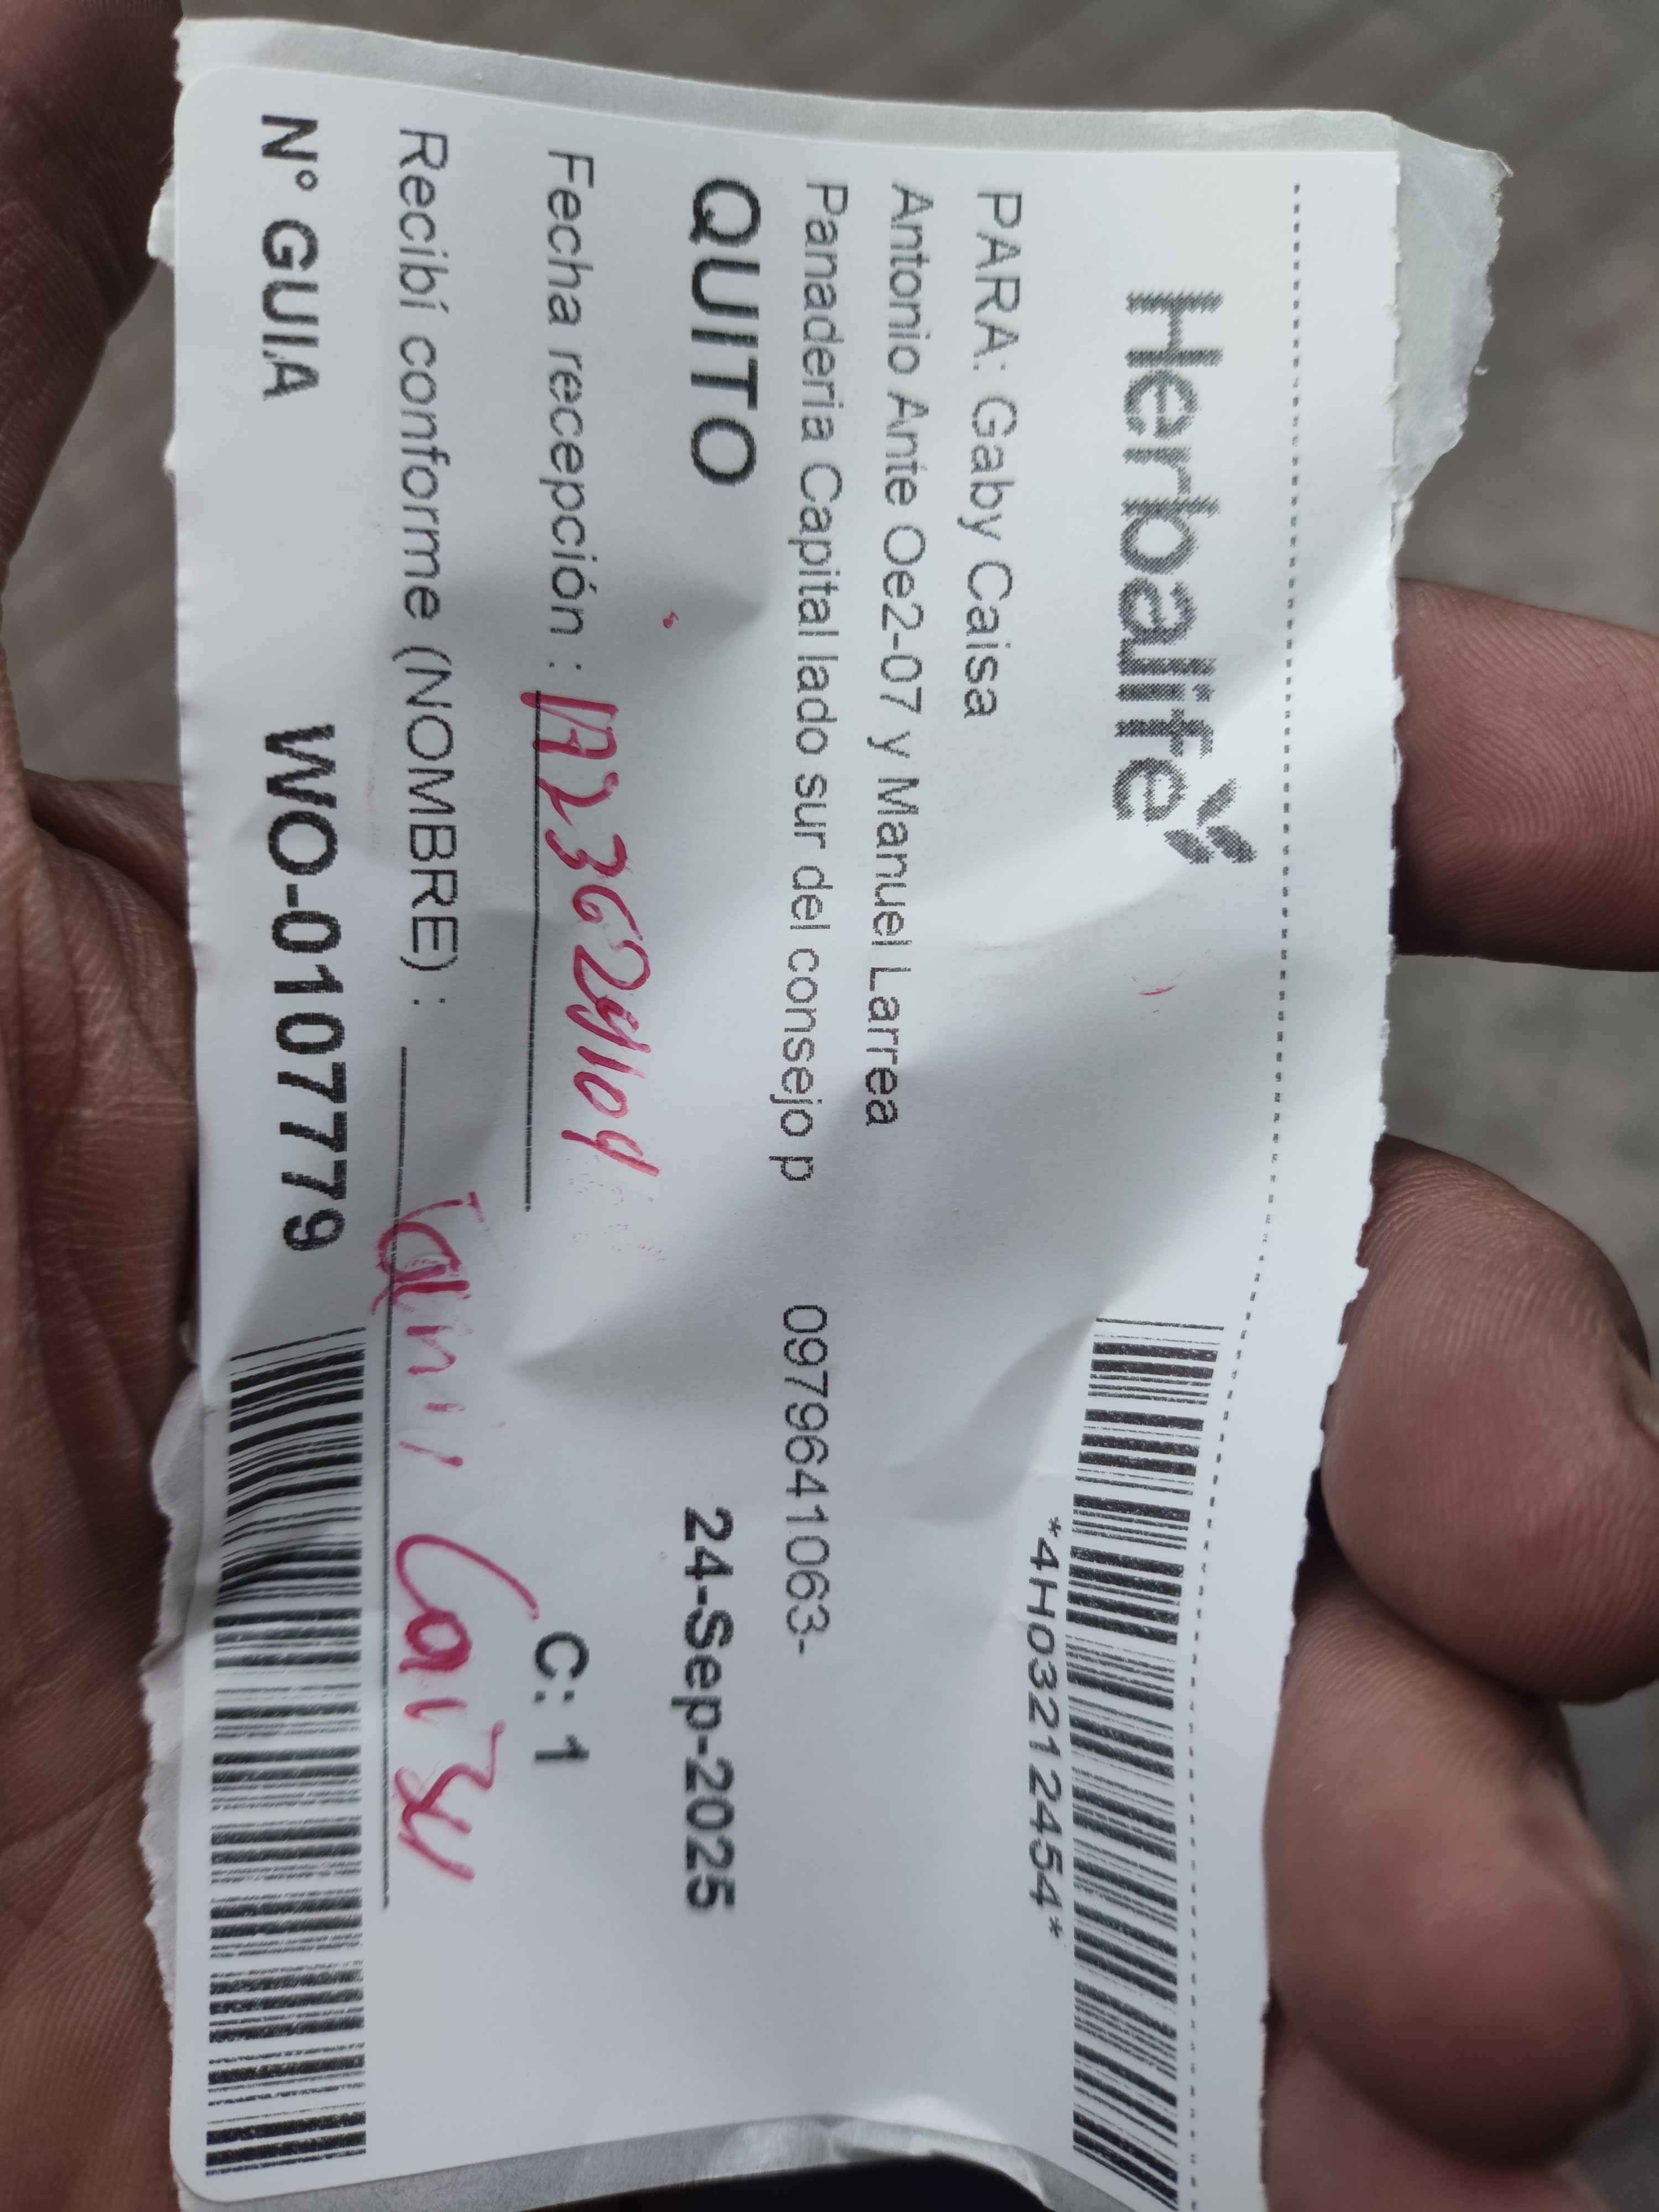 Herbalife
*4H03212454*
PARA: Gaby Caisa
Antonio Ante Oe2-07 y Manuel Larrea
Panaderia Capital lado sur del consejo p 0979641063-
QUITO 24-Sep-2025
Fecha recepción :
C: 1
Recibí conforme (NOMBRE) :
N° GUIA WO-0107779